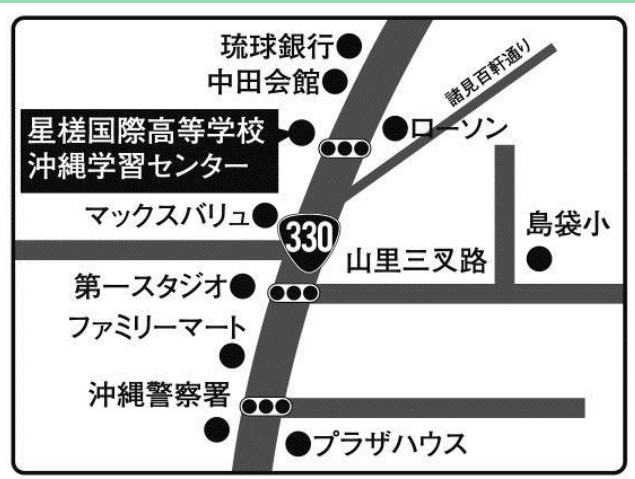 琉球銀行
中田会館
諸見百軒通り
星槎国際高等学校
沖縄学習センター
ローソン
マックスバリュ
330
島袋小
山里三叉路
第一スタジオ
ファミリーマート
沖縄警察署
プラザハウス